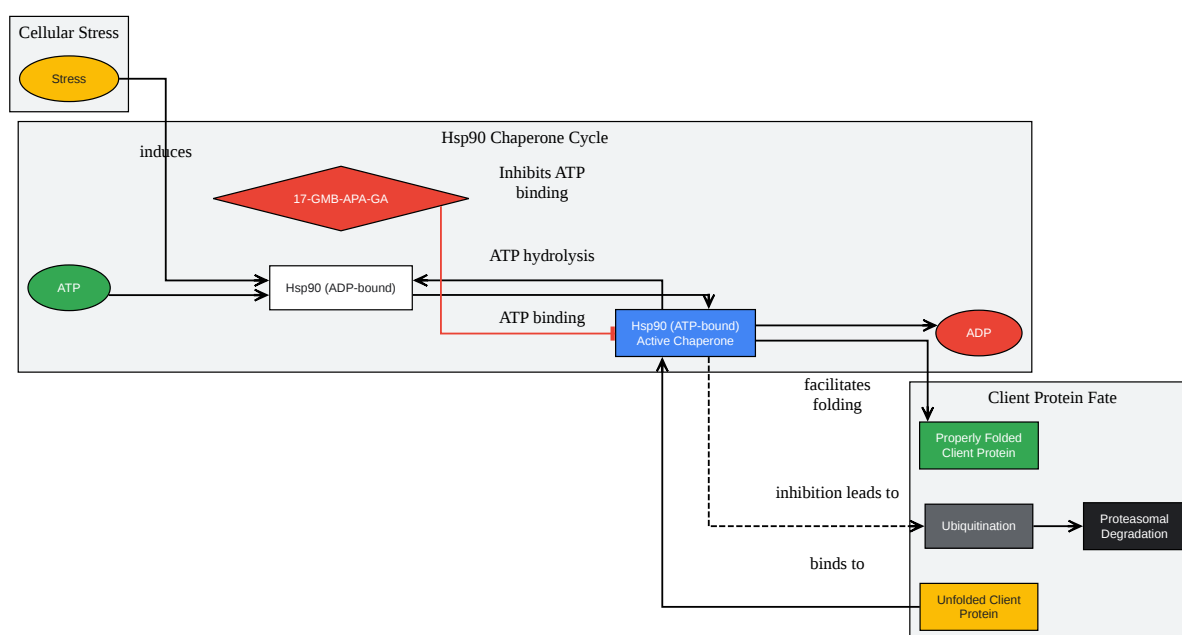 Cellular Stress
Stress
Hsp90 Chaperone Cycle
induces
Inhibits ATP
binding
17-GMB-APA-GA
ATP hydrolysis
ATP
Hsp90 (ADP-bound)
ATP binding
Hsp90 (ATP-bound)
Active Chaperone
ADP
facilitates
folding
Client Protein Fate
Properly Folded
Client Protein
inhibition leads to
Ubiquitination
Proteasomal
Degradation
binds to
Unfolded Client
Protein